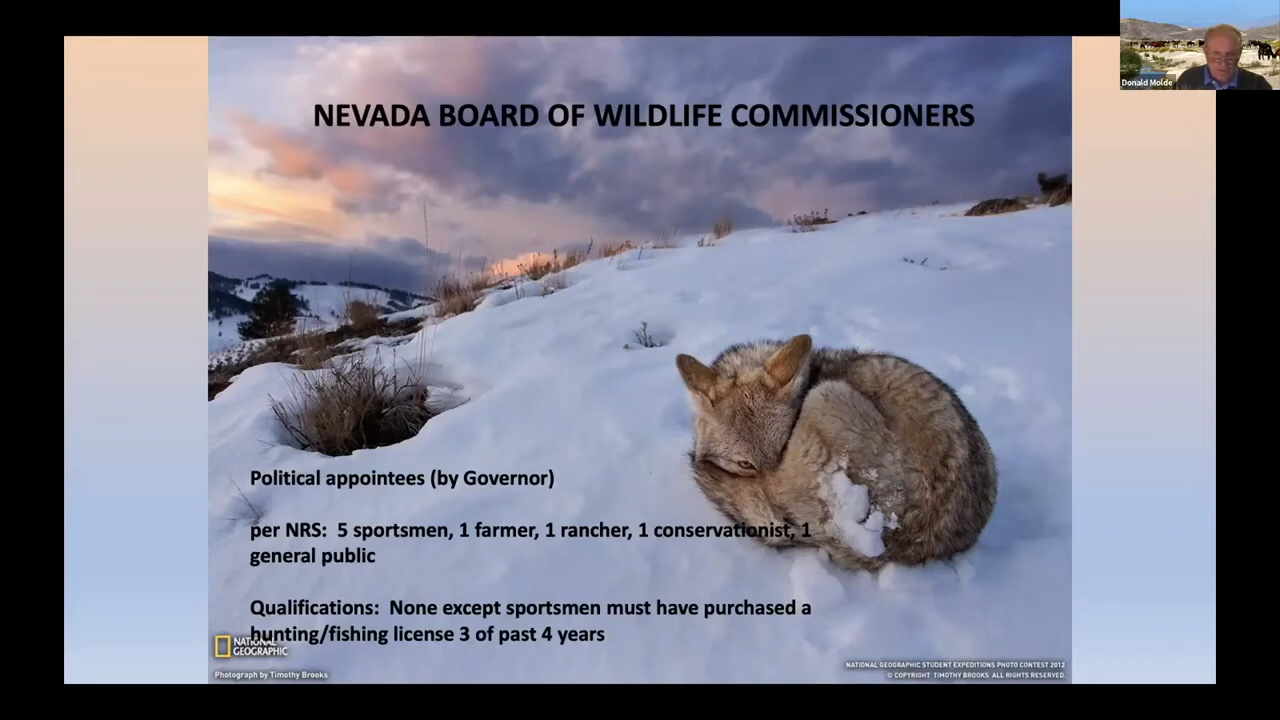 Donald Molde
NEVADA BOARD OF WILDLIFE COMMISSIONERS
Political appointees (by Governor)
per NRS:  5 sportsmen, 1 farmer, 1 rancher, 1 conservationist, 1
general public
Qualifications:  None except sportsmen must have purchased a
hunting/fishing license 3 of past 4 years
NATIONAL
GEOGRAPHIC
Photograph by Timothy Brooks
NATIONAL GEOGRAPHIC STUDENT EXPEDITIONS PHOTO CONTEST 2012
© COPYRIGHT TIMOTHY BROOKS ALL RIGHTS RESERVED.